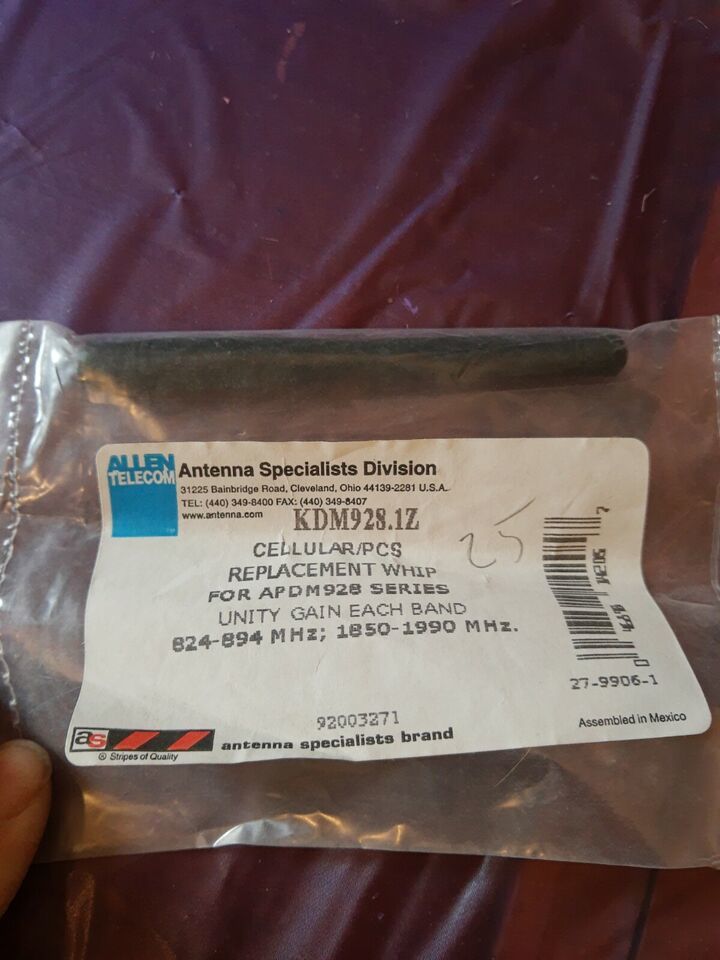 ALLEN
TELECOM
Antenna Specialists Division
31225 Bainbridge Road, Cleveland, Ohio 44139-2281 U.S.A.
TEL: (440) 349-8400 FAX: (440) 349-8407
www.antenna.com
KDM928.1Z
25
CELLULAR/PCS
REPLACEMENT WHIP
FOR APDM928 SERIES
UNITY GAIN EACH BAND
824-894 MHz; 1850-1990 MHz.
27-9906-1
92003271
Assembled in Mexico
as
antenna specialists brand
® Stripes of Quality